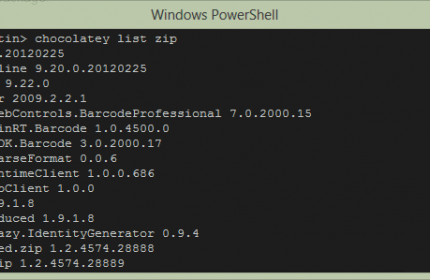 Windows PowerShell
tin> chocolatey list zip
.20120225
line 9.20.0.20120225
9.22.0
r 2009.2.2.1
ebControls.BarcodeProfessional 7.0.2000.15
inRT.Barcode 1.0.4500.0
DK.Barcode 3.0.2000.17
arseFormat 0.0.6
ntimeClient 1.0.0.686
oClient 1.0.0
9.1.8
duced 1.9.1.8
azy.IdentityGenerator 0.9.4
ed.zip 1.2.4574.28888
ip 1.2.4574.28889